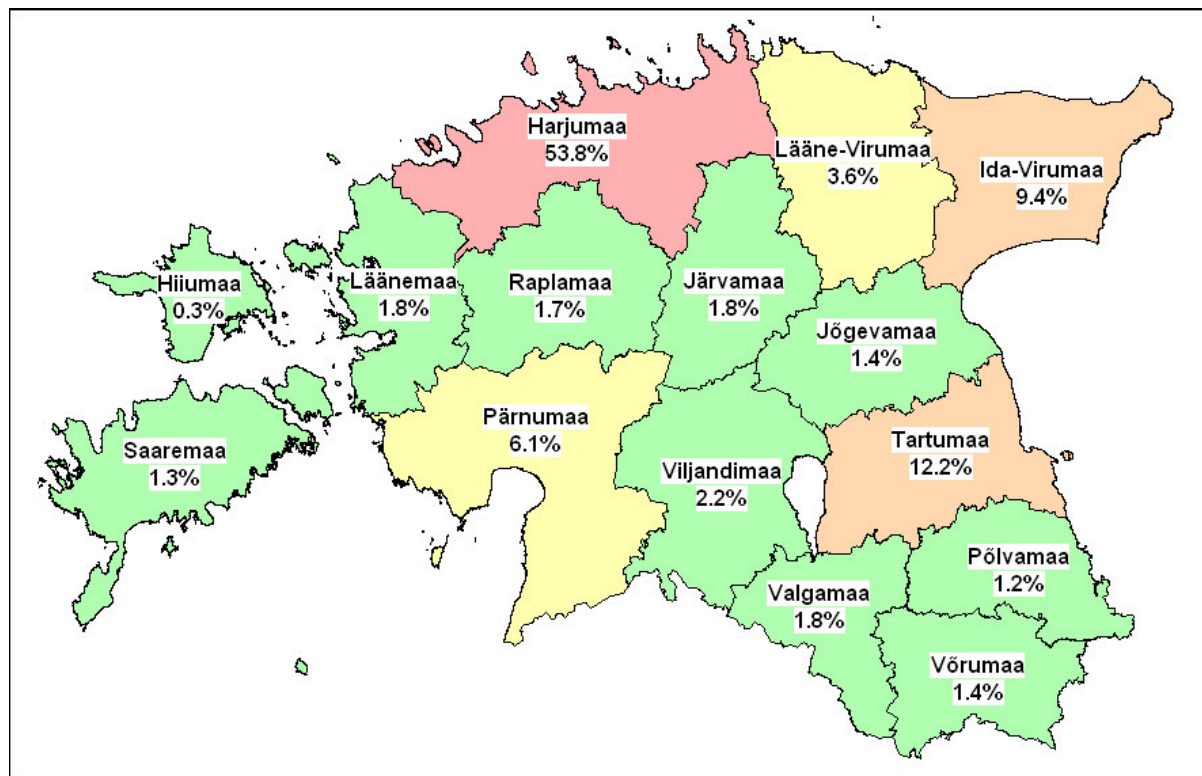 Harjumaa
53.8%
Lääne-Virumaa
3.6%
Ida-Virumaa
9.4%
Hiiumaa
0.3%
Läänemaa
1.8%
Raplamaa
1.7%
Järvamaa
1.8%
Jõgevamaa
1.4%
Saaremaa
1.3%
Pärnumaa
6.1%
Viljandimaa
2.2%
Tartumaa
12.2%
Põlvamaa
1.2%
Valgamaa
1.8%
Võrumaa
1.4%